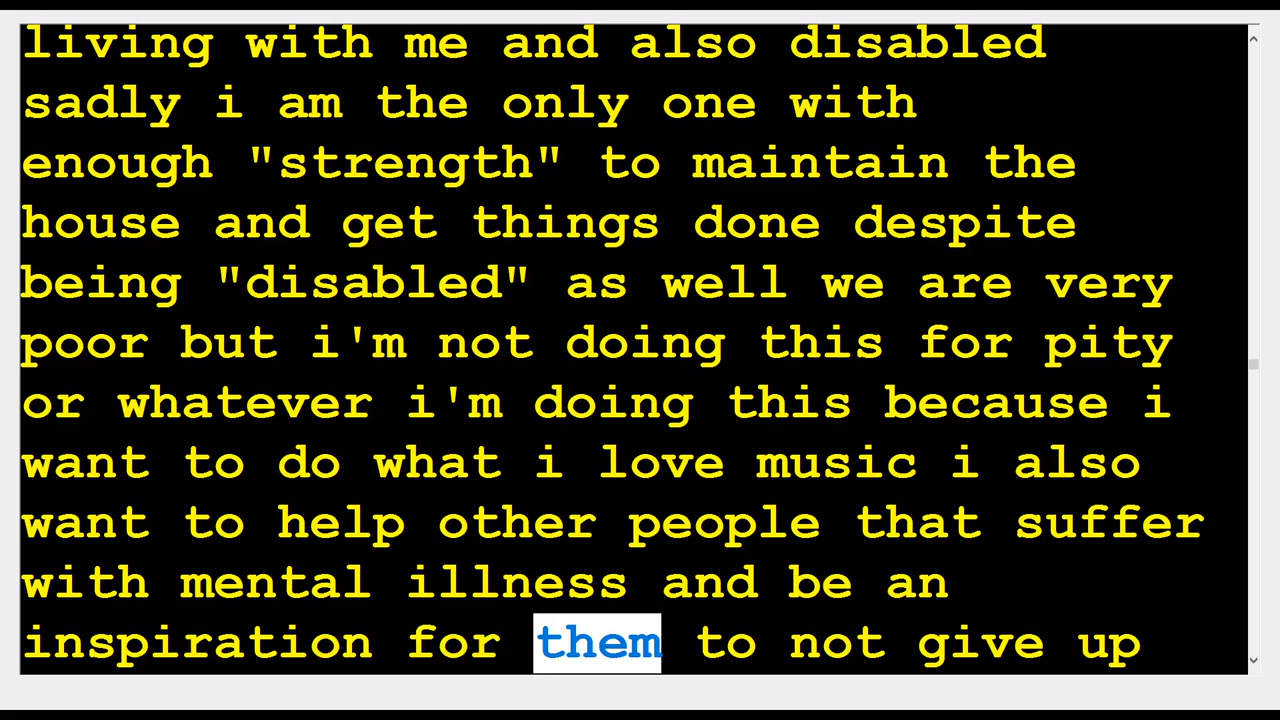 living with me and also disabled
sadly i am the only one with
enough "strength" to maintain the
house and get things done despite
being "disabled" as well we are very
poor but i'm not doing this for pity
or whatever i'm doing this because i
want to do what i love music i also
want to help other people that suffer
with mental illness and be an
inspiration for them to not give up